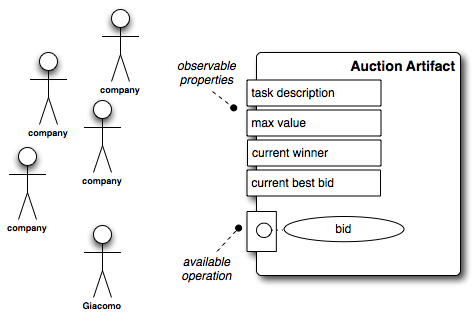 company
company
company
company
Giacomo
observable
properties
Auction Artifact
task description
max value
current winner
current best bid
bid
available
operation